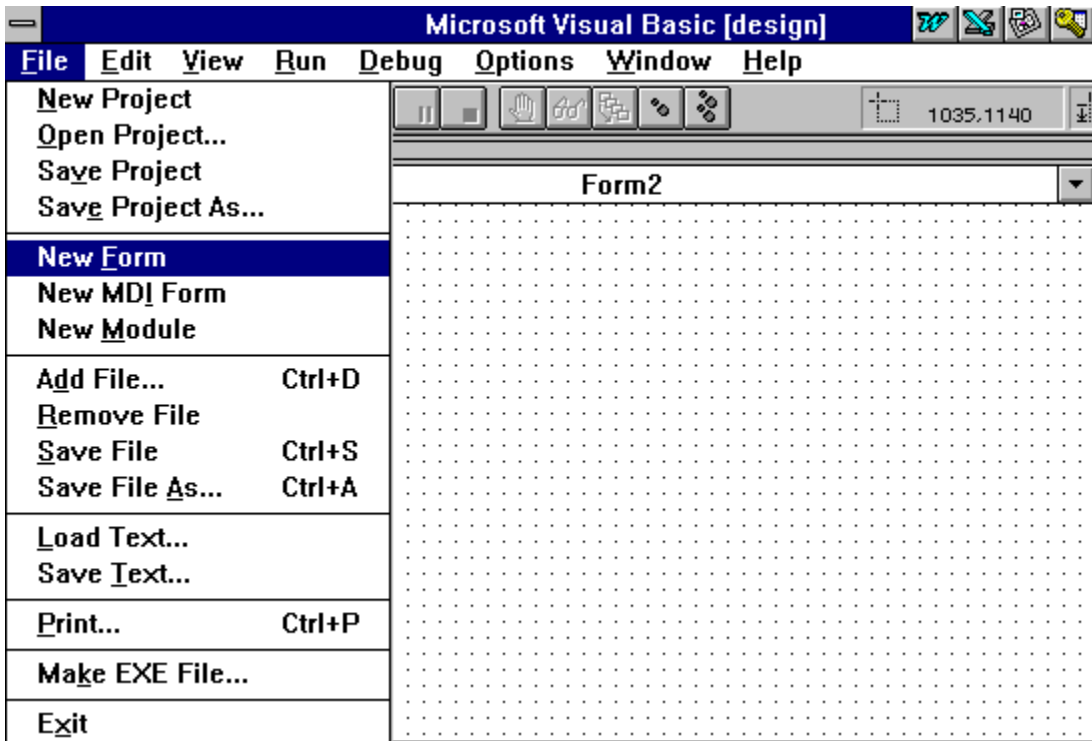 Microsoft Visual Basic [design]
File Edit View Run Debug Options Window Help
New Project
Open Project...
Save Project
Save Project As...
New Form
New MDI Form
New Module
Add File... Ctrl+D
Remove File
Save File Ctrl+S
Save File As... Ctrl+A
Load Text...
Save Text...
Print... Ctrl+P
Make EXE File...
Exit
1035,1140
Form2